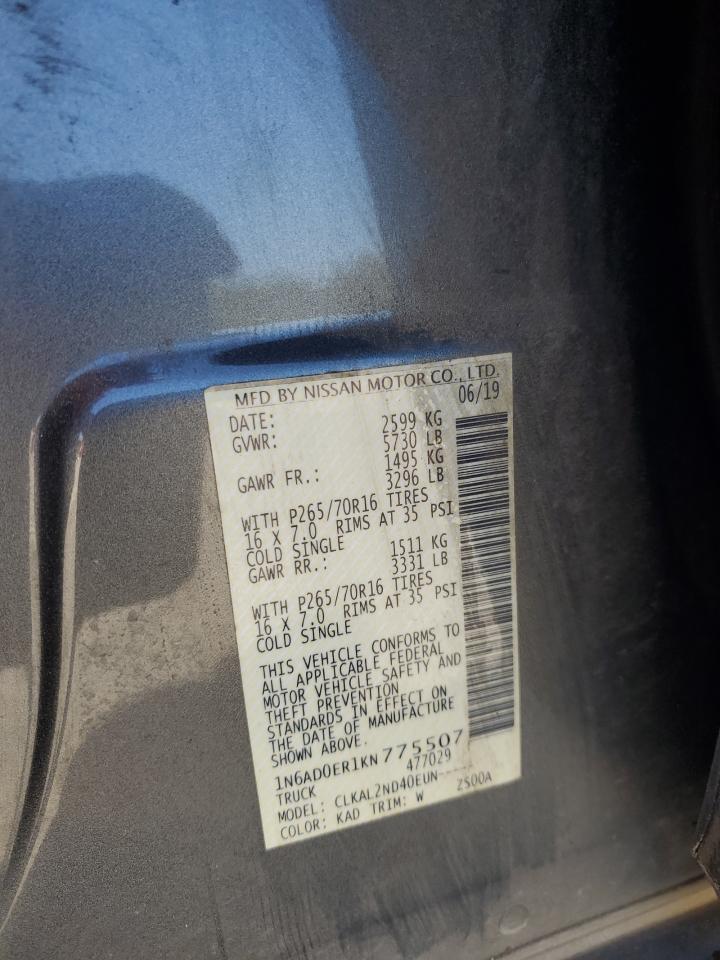 MFD BY NISSAN MOTOR CO., LTD.
DATE: 06/19
GVWR: 2599 KG
5730 LB
GAWR FR.: 1495 KG
3296 LB
WITH P265/70R16 TIRES
16 X 7.0 RIMS AT 35 PSI
COLD SINGLE
GAWR RR.: 1511 KG
3331 LB
WITH P265/70R16 TIRES
16 X 7.0 RIMS AT 35 PSI
COLD SINGLE
THIS VEHICLE CONFORMS TO
ALL APPLICABLE FEDERAL
MOTOR VEHICLE SAFETY AND
THEFT PREVENTION
STANDARDS IN EFFECT ON
THE DATE OF MANUFACTURE
SHOWN ABOVE.
1N6AD0ER1KN775507
TRUCK 477029
MODEL: CLKAL2ND40EUN-----
COLOR: KAD TRIM: W ZS00A